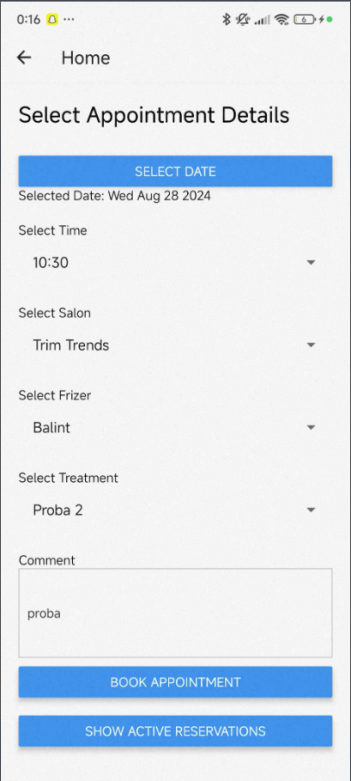 0:16
6
Home
Select Appointment Details
SELECT DATE
Selected Date: Wed Aug 28 2024
Select Time
10:30
Select Salon
Trim Trends
Select Frizer
Balint
Select Treatment
Proba 2
Comment
proba
BOOK APPOINTMENT
SHOW ACTIVE RESERVATIONS